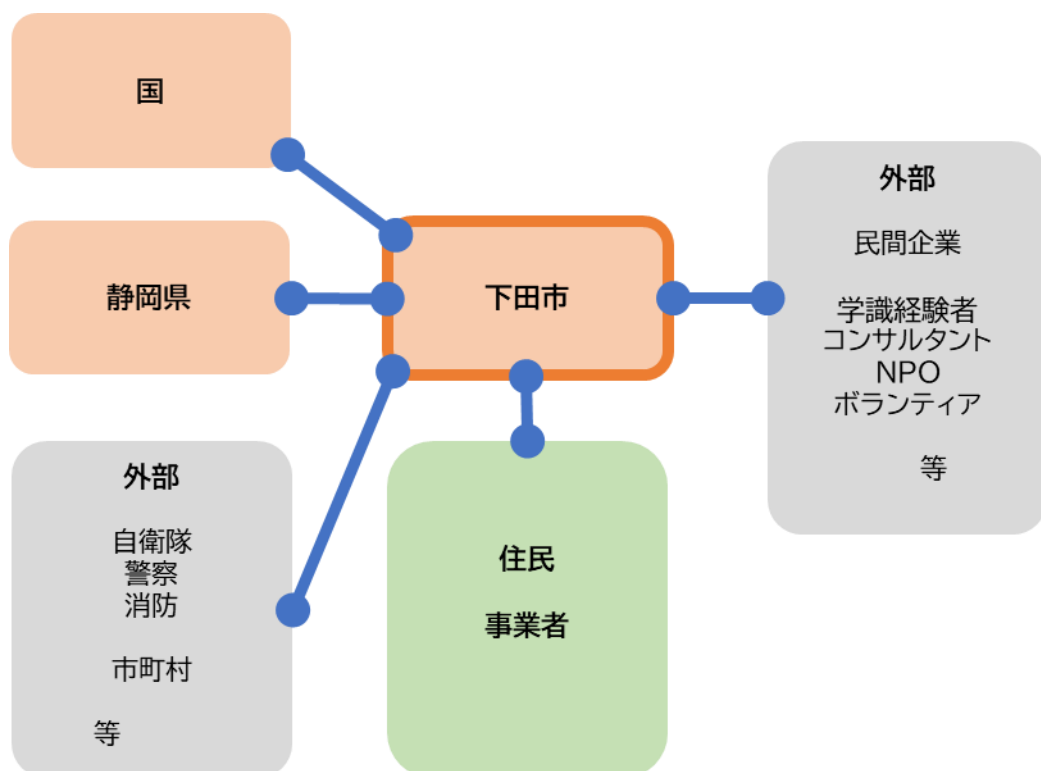 国
静岡県
下田市
外部
民間企業
学識経験者
コンサルタント
NPO
ボランティア
等
外部
自衛隊
警察
消防
市町村
等
住民
事業者